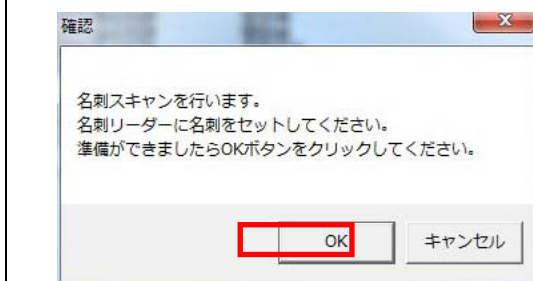 確認
名刺スキャンを行います。
名刺リーダーに名刺をセットしてください。
準備ができましたらOKボタンをクリックしてください。
OK
キャンセル